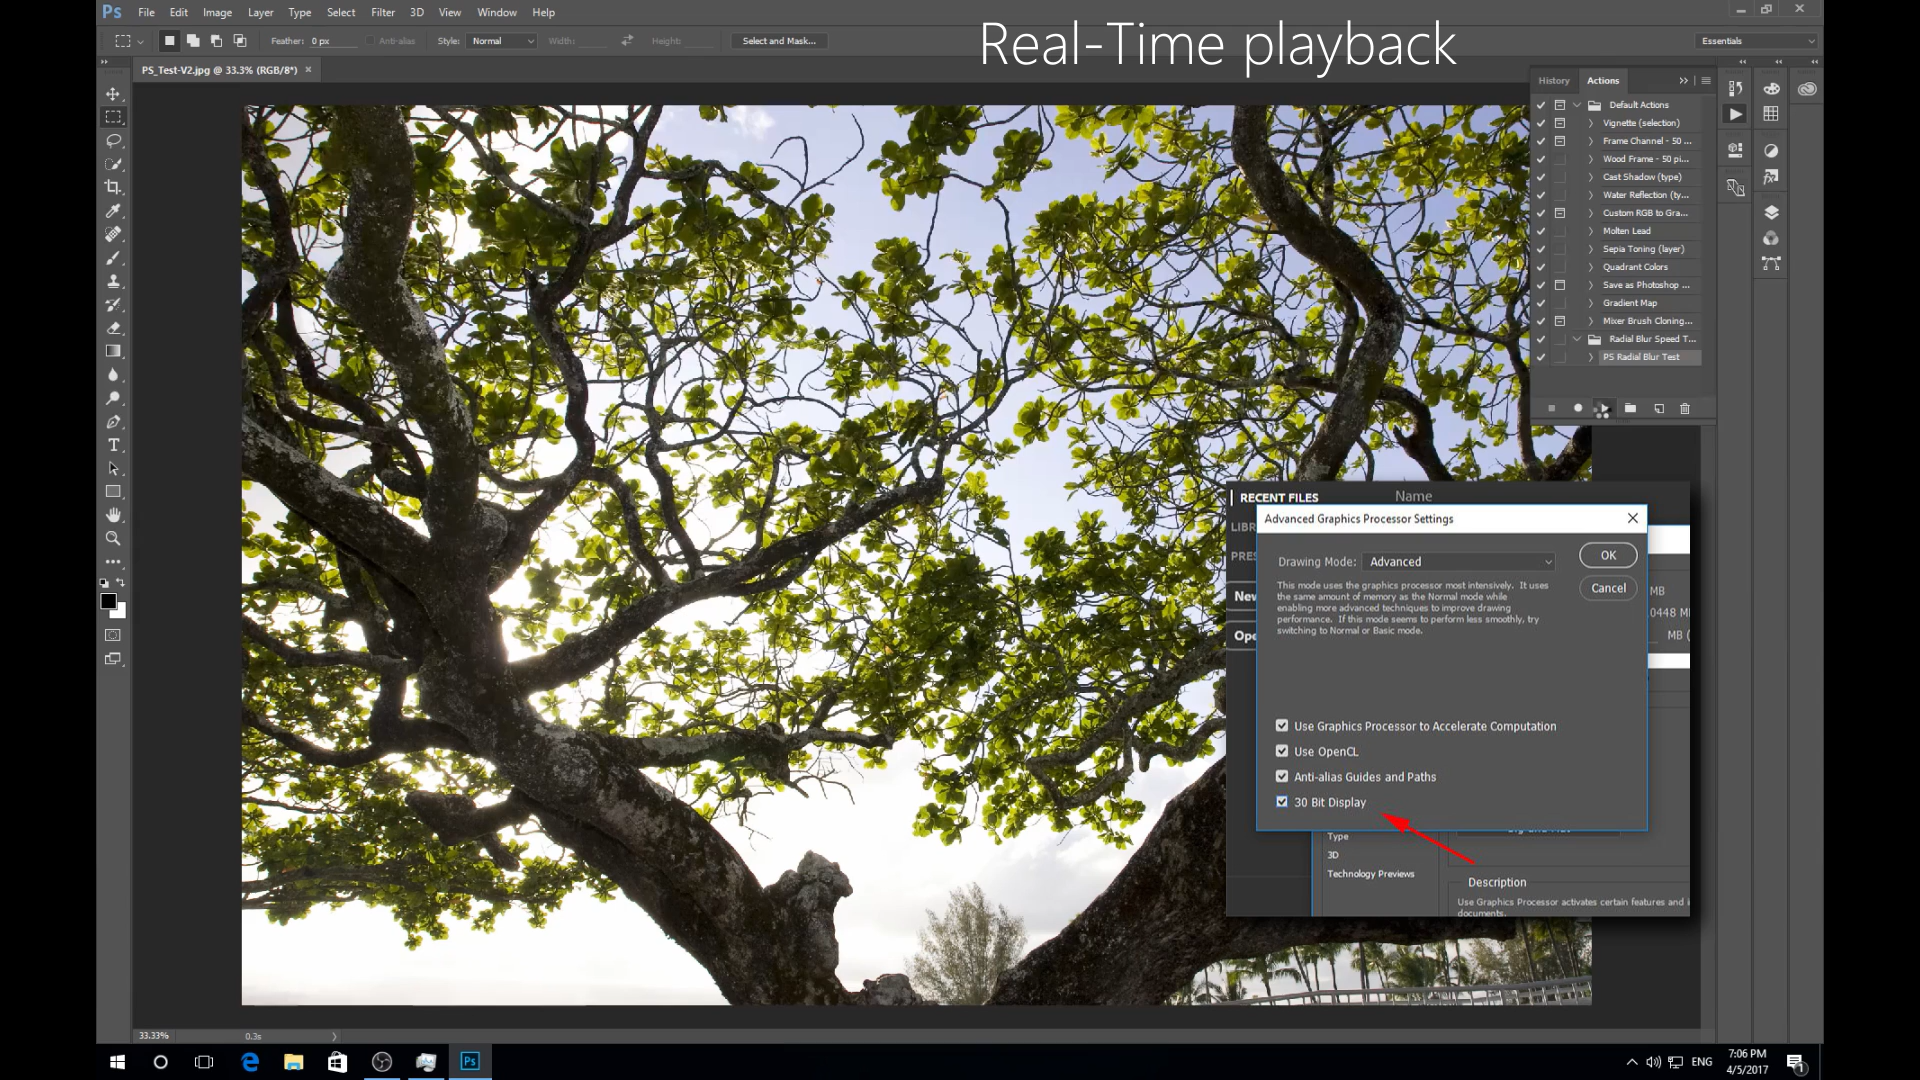 Ps File Edit Image Layer Type Select Filter 3D View Window Help
Real-Time playback
Feather: 0 px Anti-alias Style: Normal Width: Height: Select and Mask... Essentials
PS_Test-V2.jpg @ 33.3% (RGB/8*) ×
History Actions
Default Actions
Vignette (selection)
Frame Channel - 50 ...
Wood Frame - 50 pi...
Cast Shadow (type)
Water Reflection (ty...
Custom RGB to Gra...
Molten Lead
Sepia Toning (layer)
Quadrant Colors
Save as Photoshop ...
Gradient Map
Mixer Brush Cloning...
Radial Blur Speed T...
PS Radial Blur Test
RECENT FILES Name
LIBR
PRES
New
Ope
Advanced Graphics Processor Settings
Drawing Mode: Advanced OK
Cancel
This mode uses the graphics processor most intensively. It uses
the same amount of memory as the Normal mode while
enabling more advanced techniques to improve drawing
performance. If this mode seems to perform less smoothly, try
switching to Normal or Basic mode.
MB
0448 M
MB (
Use Graphics Processor to Accelerate Computation
Use OpenCL
Anti-alias Guides and Paths
30 Bit Display
Type
3D
Technology Previews
Description
Use Graphics Processor activates certain features and i
documents.
33.33% 0.3s
Ps
ENG
7:06 PM
4/5/2017
1